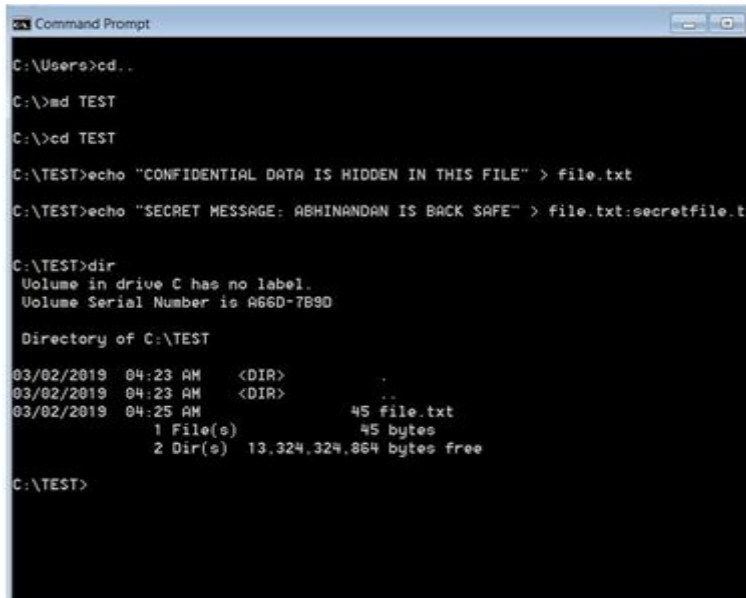 Command Prompt
C:\Users>cd..
C:\>md TEST
C:\>cd TEST
C:\TEST>echo "CONFIDENTIAL DATA IS HIDDEN IN THIS FILE" > file.txt
C:\TEST>echo "SECRET MESSAGE: ABHINANDAN IS BACK SAFE" > file.txt:secretfile.t
C:\TEST>dir
Volume in drive C has no label.
Volume Serial Number is A66D-7B9D
Directory of C:\TEST
03/02/2019 04:23 AM <DIR> .
03/02/2019 04:23 AM <DIR> ..
03/02/2019 04:25 AM 45 file.txt
1 File(s) 45 bytes
2 Dir(s) 13,324,324,864 bytes free
C:\TEST>